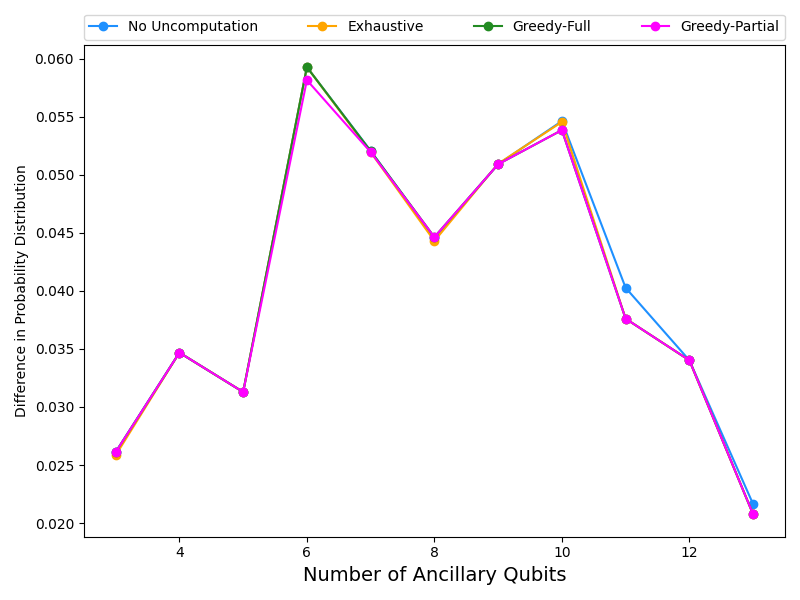 No Uncomputation Exhaustive Greedy-Full Greedy-Partial
0.060
0.055
0.050
0.045
0.040
0.035
0.030
0.025
0.020
Difference in Probability Distribution
4 6 8 10 12
Number of Ancillary Qubits